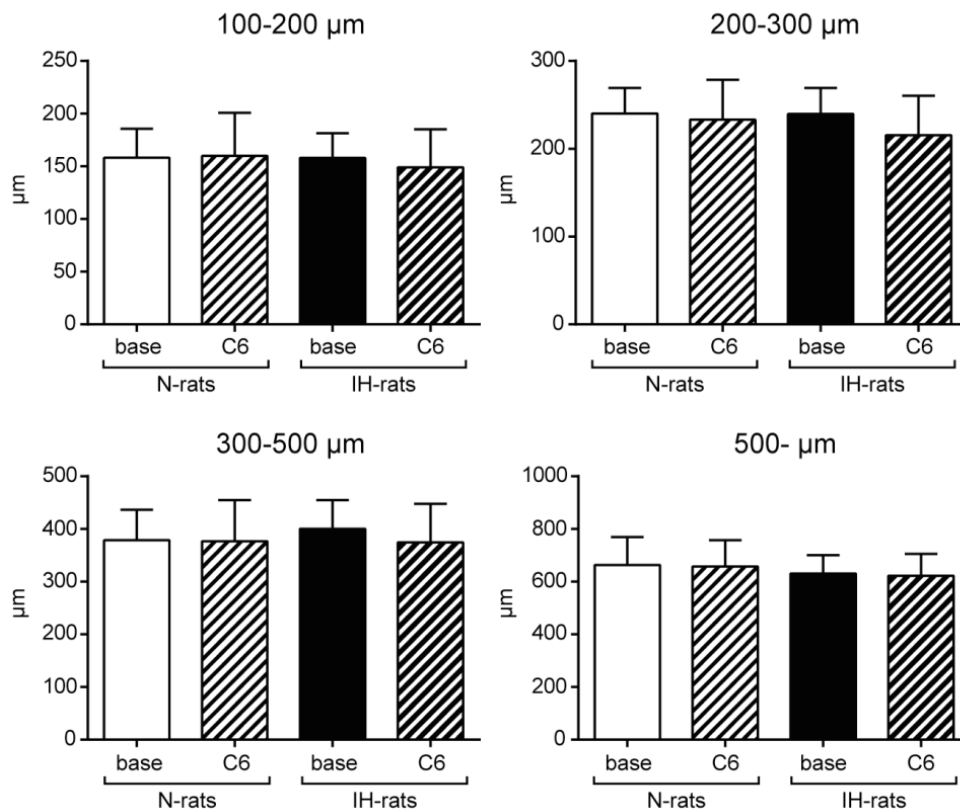 100-200 µm
250
200
150
100
50
0
µm
base C6 base C6
N-rats IH-rats
200-300 µm
300
200
100
0
µm
base C6 base C6
N-rats IH-rats
300-500 µm
500
400
300
200
100
0
µm
base C6 base C6
N-rats IH-rats
500- µm
1000
800
600
400
200
0
µm
base C6 base C6
N-rats IH-rats